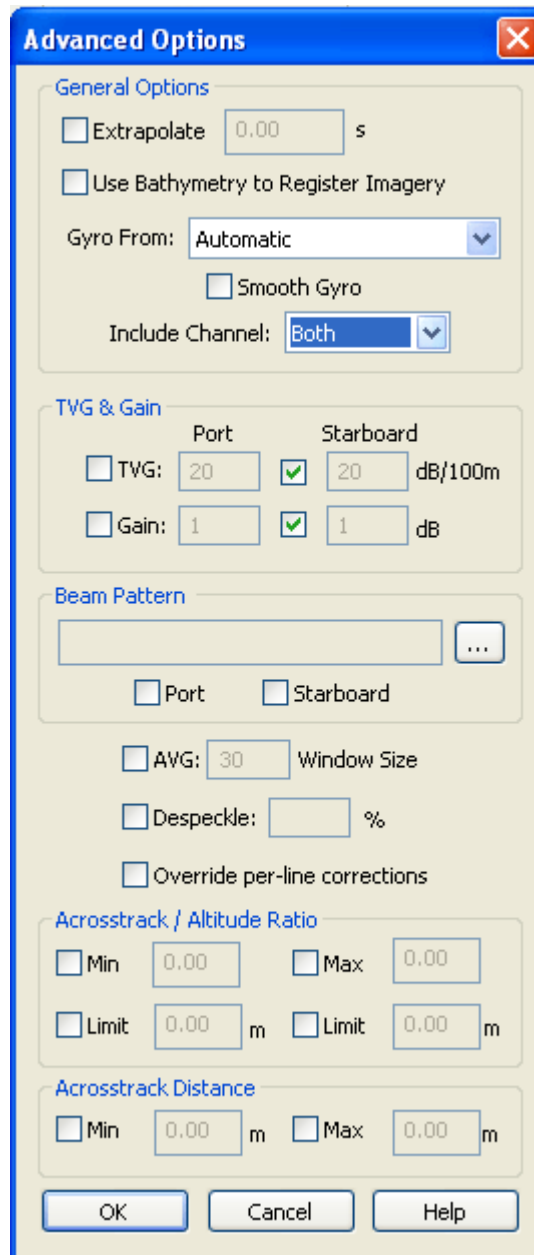 Advanced Options
General Options
Extrapolate 0.00 s
Use Bathymetry to Register Imagery
Gyro From: Automatic
Smooth Gyro
Include Channel: Both
TVG & Gain
Port Starboard
TVG: 20 20 dB/100m
Gain: 1 1 dB
Beam Pattern
...
Port Starboard
AVG: 30 Window Size
Despeckle: %
Override per-line corrections
Acrosstrack / Altitude Ratio
Min 0.00 Max 0.00
Limit 0.00 m Limit 0.00 m
Acrosstrack Distance
Min 0.00 m Max 0.00 m
OK Cancel Help